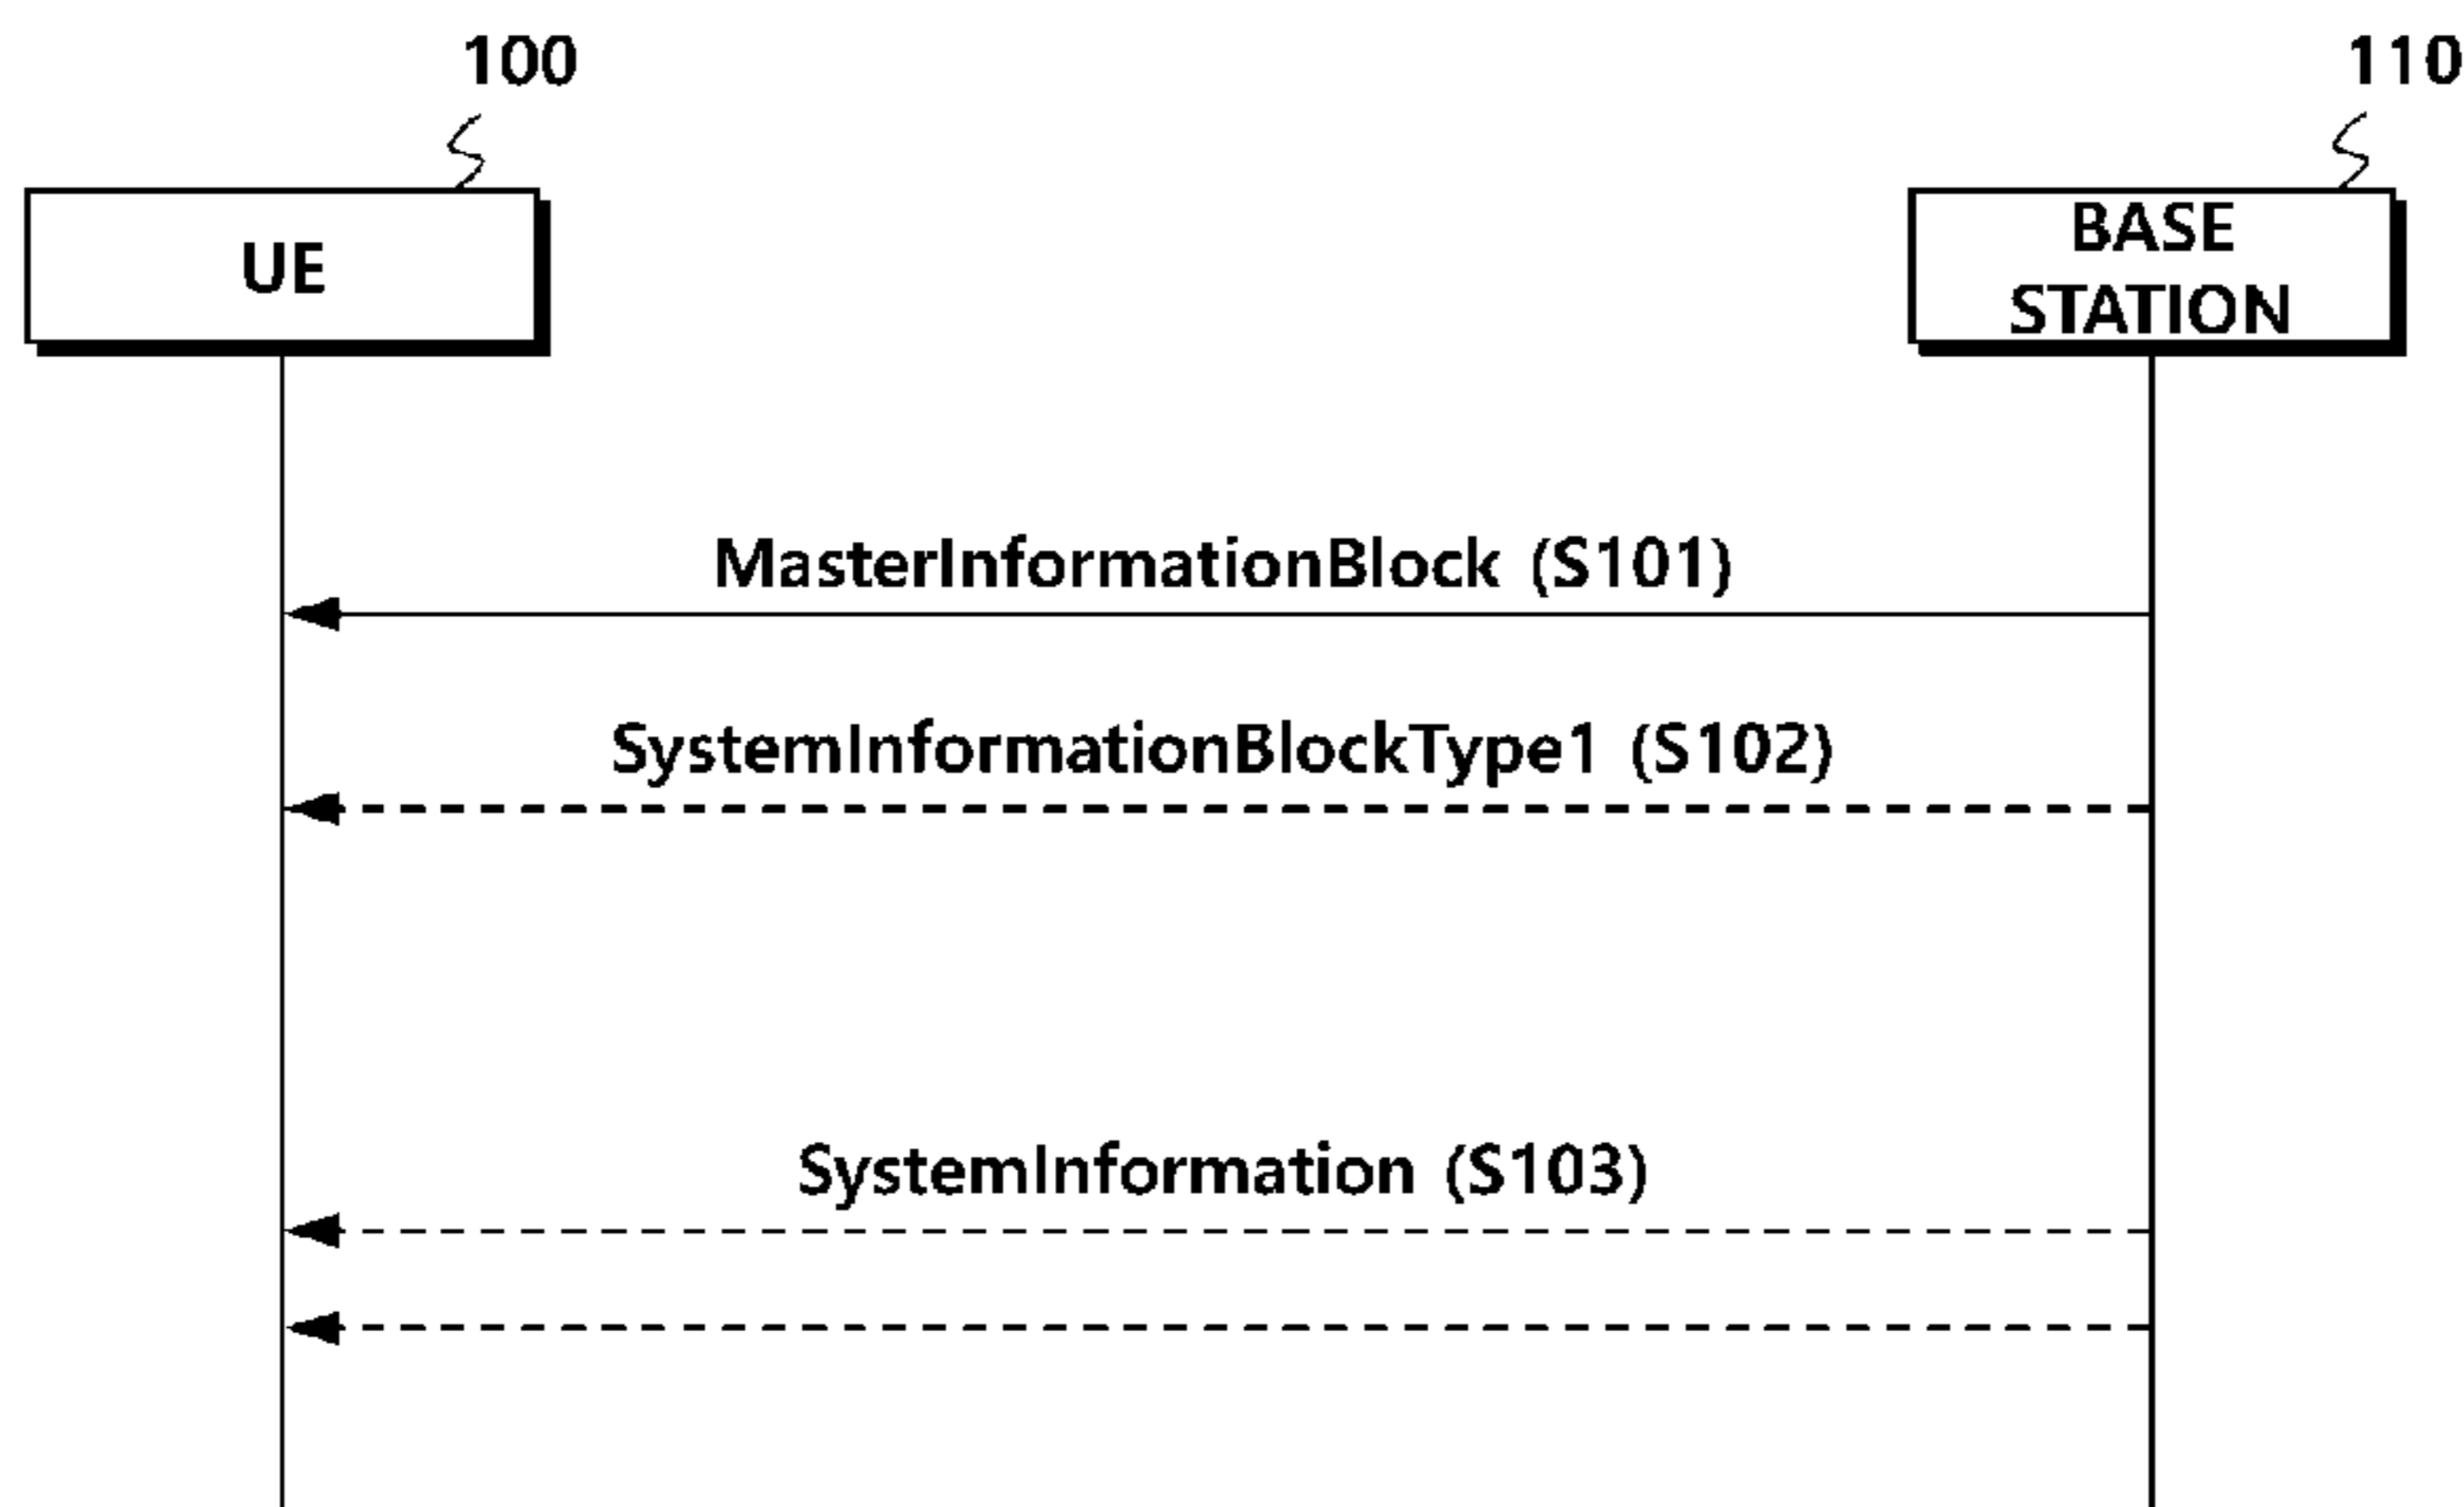 100
110
UE
BASE
STATION
MasterInformationBlock (S101)
SystemInformationBlockType1 (S102)
SystemInformation (S103)